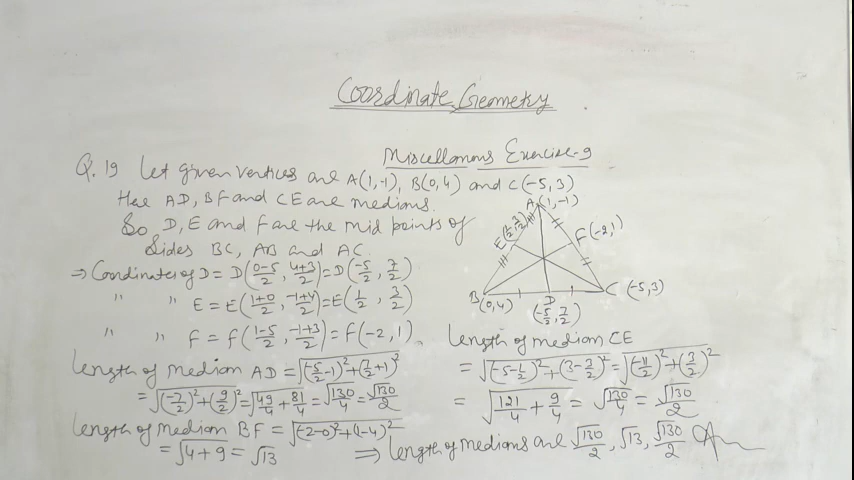 Coordinate Geometry
Miscellanous Exercise-9
Q. 19 Let given vertices are A(1,-1), B(0,4) and C(-5,3)
Here AD, BF and CE are medians.
So D, E and F are the mid points of
Sides BC, AB and AC.
⇒ Coordinates of D = D(0-5/2, 4+3/2) = D(-5/2, 7/2)
" " E = E(1+0/2, -1+4/2) = E(1/2, 3/2)
" " F = f(1-5/2, -1+3/2) = F(-2, 1).
Length of median AD = √(-5/2-1)²+(7/2+1)²
= √(-7/2)²+(9/2)² = √49/4+81/4 = √130/4 = √130/2
Length of median BF = √(-2-0)²+(1-4)²
= √4+9 = √13
A(1,-1)
E(1/2, 3/2)
F(-2,1)
B(0,4)
D
(-5/2, 7/2)
C (-5,3)
Length of median CE
= √(-5-1/2)²+(3-3/2)² = √(-11/2)²+(3/2)²
= √121/4+9/4 = √130/4 = √130/2
⇒ Length of medians are √130/2, √13, √130/2